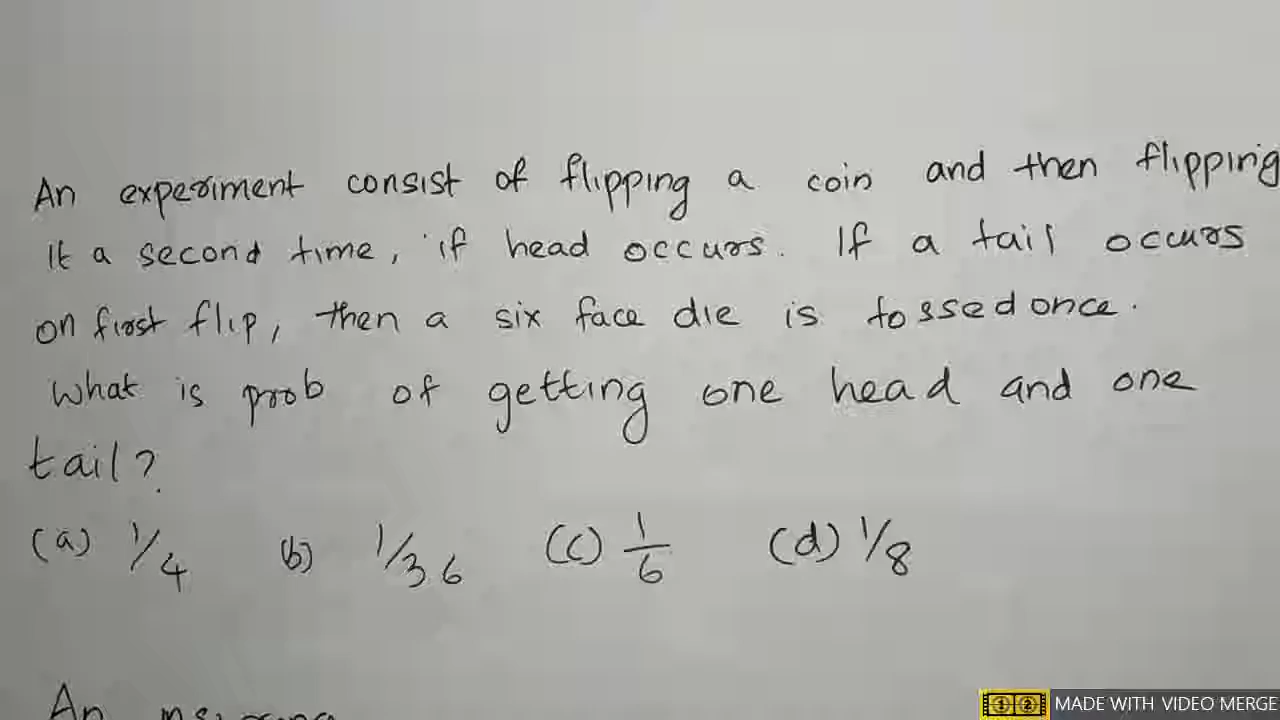 An experiment consist of flipping a coin and then flipping
It a second time, if head occurs. If a tail occurs
on first flip, then a six face die is tossed once.
What is prob of getting one head and one
tail?
(a) 1/4 b) 1/36 (c) 1/6 (d) 1/8
An
MADE WITH VIDEO MERGE